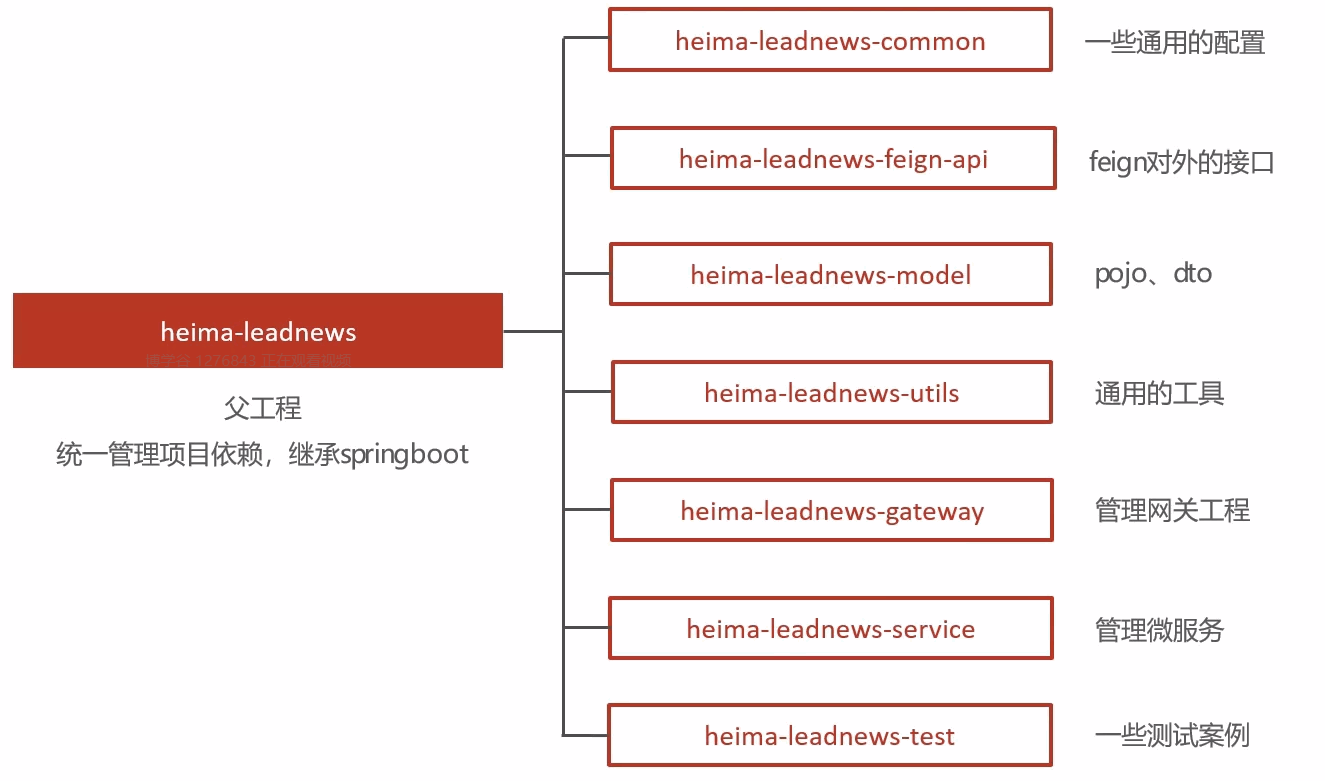 heima-leadnews-common 一些通用的配置
heima-leadnews-feign-api feign对外的接口
heima-leadnews-model pojo、dto
heima-leadnews
博学谷 1276843 正在观看视频
父工程
统一管理项目依赖，继承springboot
heima-leadnews-utils 通用的工具
heima-leadnews-gateway 管理网关工程
heima-leadnews-service 管理微服务
heima-leadnews-test 一些测试案例